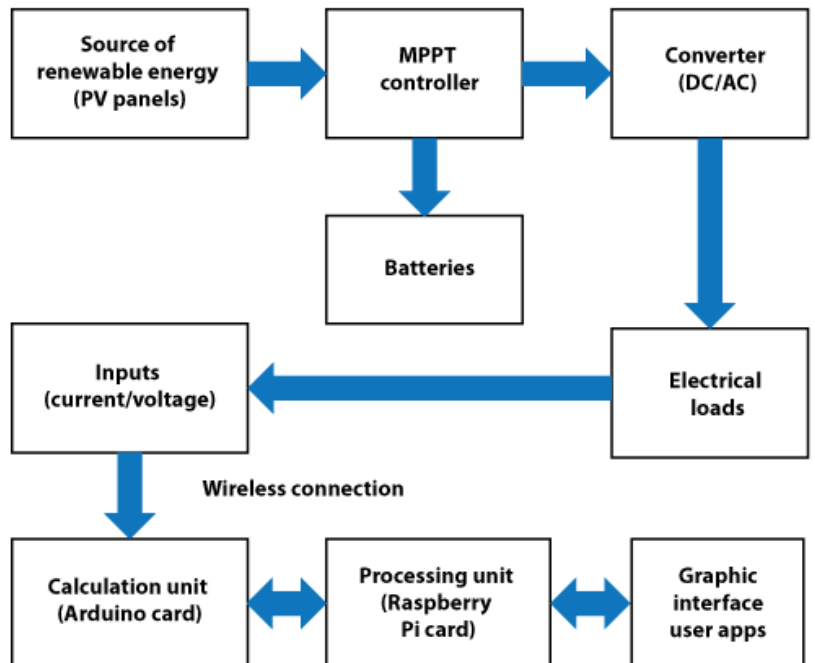 Source of
renewable energy
(PV panels)
MPPT
controller
Converter
(DC/AC)
Batteries
Inputs
(current/voltage)
Electrical
loads
Wireless connection
Calculation unit
(Arduino card)
Processing unit
(Raspberry
Pi card)
Graphic
interface
user apps